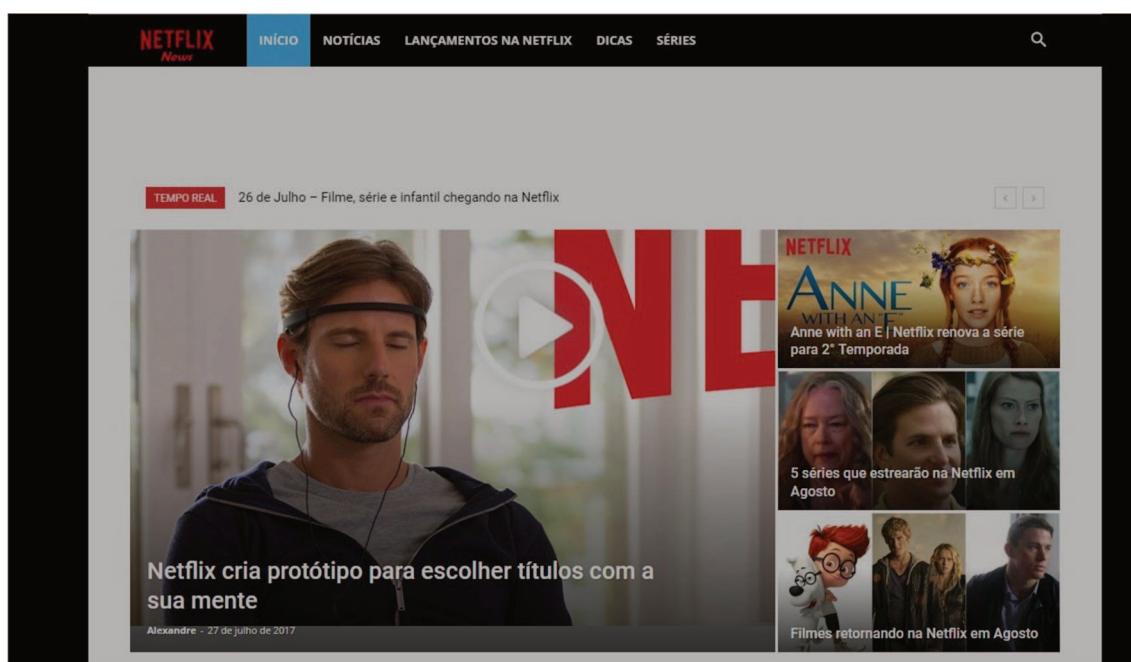 NETFLIX
News
INÍCIO NOTÍCIAS LANÇAMENTOS NA NETFLIX DICAS SÉRIES
TEMPO REAL 26 de Julho – Filme, série e infantil chegando na Netflix
NE
Netflix cria protótipo para escolher títulos com a
sua mente
Alexandre - 27 de julho de 2017
NETFLIX
ANNE
WITH AN "E"
Anne with an E | Netflix renova a série
para 2° Temporada
5 séries que estrearão na Netflix em
Agosto
Filmes retornando na Netflix em Agosto